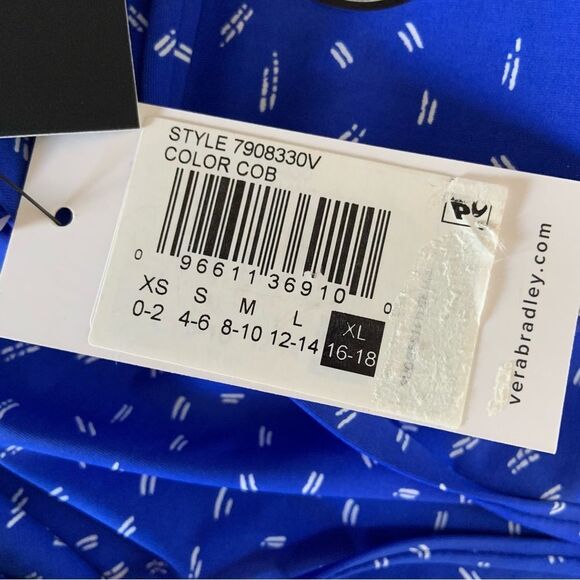 STYLE 7908330V
COLOR COB
0 96611 36910 0
XS S M L XL
0-2 4-6 8-10 12-14 16-18
verabradley.com